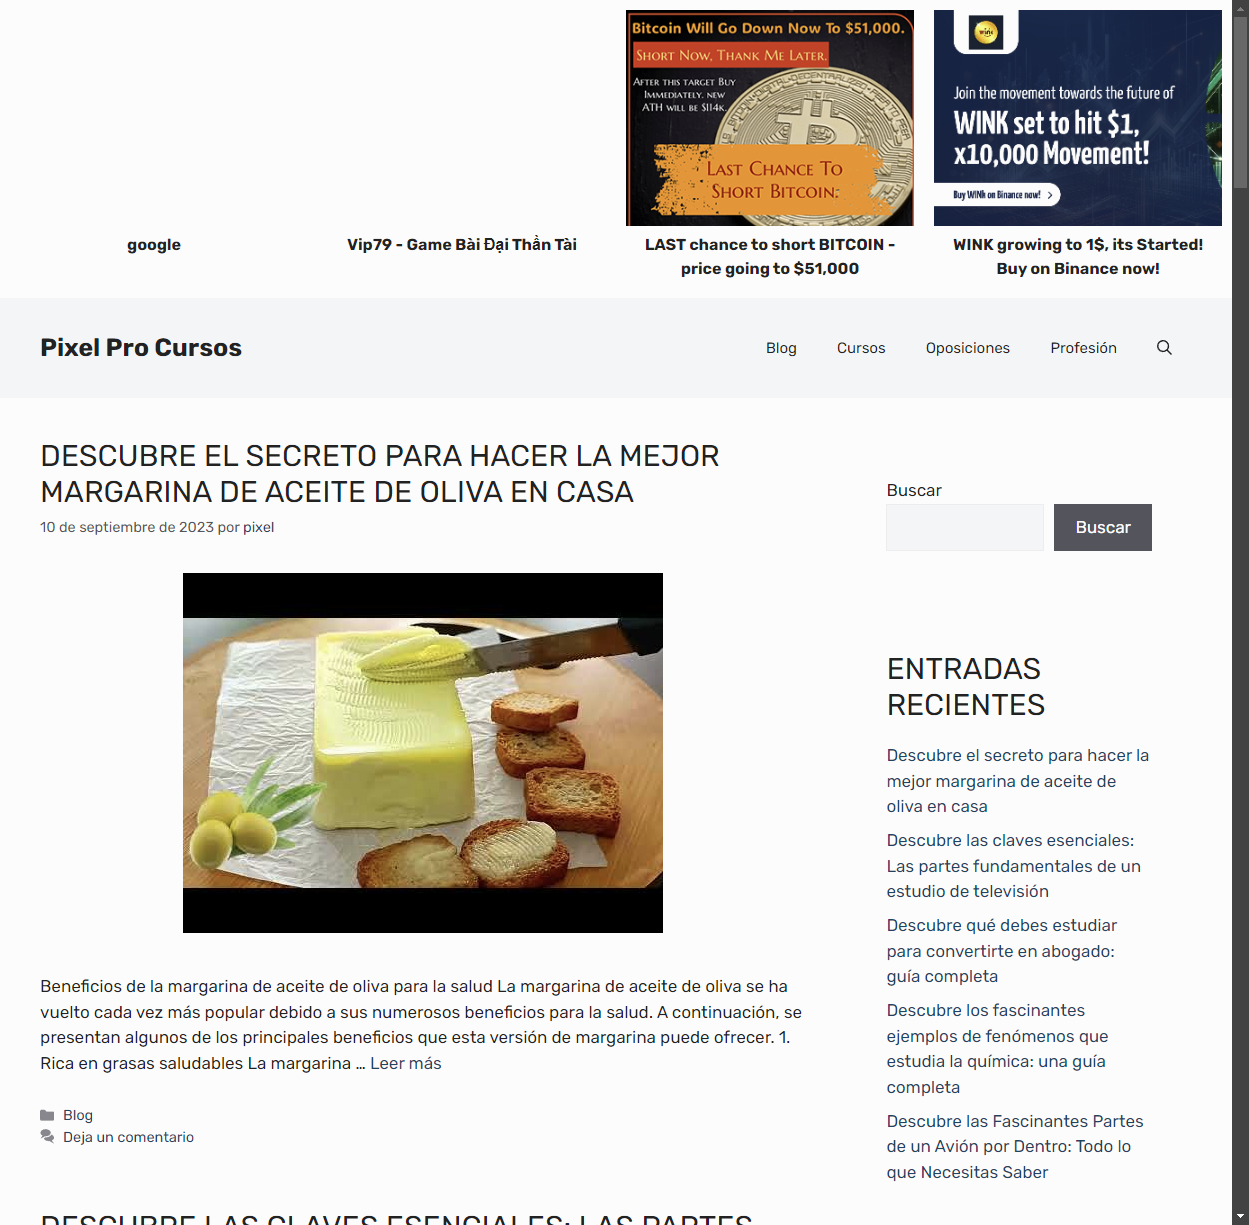 Bitcoin Will Go Down Now To $51,000.
Short Now, Thank Me Later.
After this target Buy
Immediately. new
ATH will be $114K.
Last Chance To
Short Bitcoin.
Join the movement towards the future of
WINK set to hit $1,
x10,000 Movement!
Buy WINk on Binance now!
google
Vip79 - Game Bài Đại Thần Tài
LAST chance to short BITCOIN -
price going to $51,000
WINK growing to 1$, its Started!
Buy on Binance now!
Pixel Pro Cursos
Blog
Cursos
Oposiciones
Profesión
DESCUBRE EL SECRETO PARA HACER LA MEJOR
MARGARINA DE ACEITE DE OLIVA EN CASA
10 de septiembre de 2023 por pixel
Beneficios de la margarina de aceite de oliva para la salud La margarina de aceite de oliva se ha
vuelto cada vez más popular debido a sus numerosos beneficios para la salud. A continuación, se
presentan algunos de los principales beneficios que esta versión de margarina puede ofrecer. 1.
Rica en grasas saludables La margarina … Leer más
Blog
Deja un comentario
DESCUBRE LAS CLAVES ESENCIALES: LAS PARTES
Buscar
Buscar
ENTRADAS
RECIENTES
Descubre el secreto para hacer la
mejor margarina de aceite de
oliva en casa
Descubre las claves esenciales:
Las partes fundamentales de un
estudio de televisión
Descubre qué debes estudiar
para convertirte en abogado:
guía completa
Descubre los fascinantes
ejemplos de fenómenos que
estudia la química: una guía
completa
Descubre las Fascinantes Partes
de un Avión por Dentro: Todo lo
que Necesitas Saber